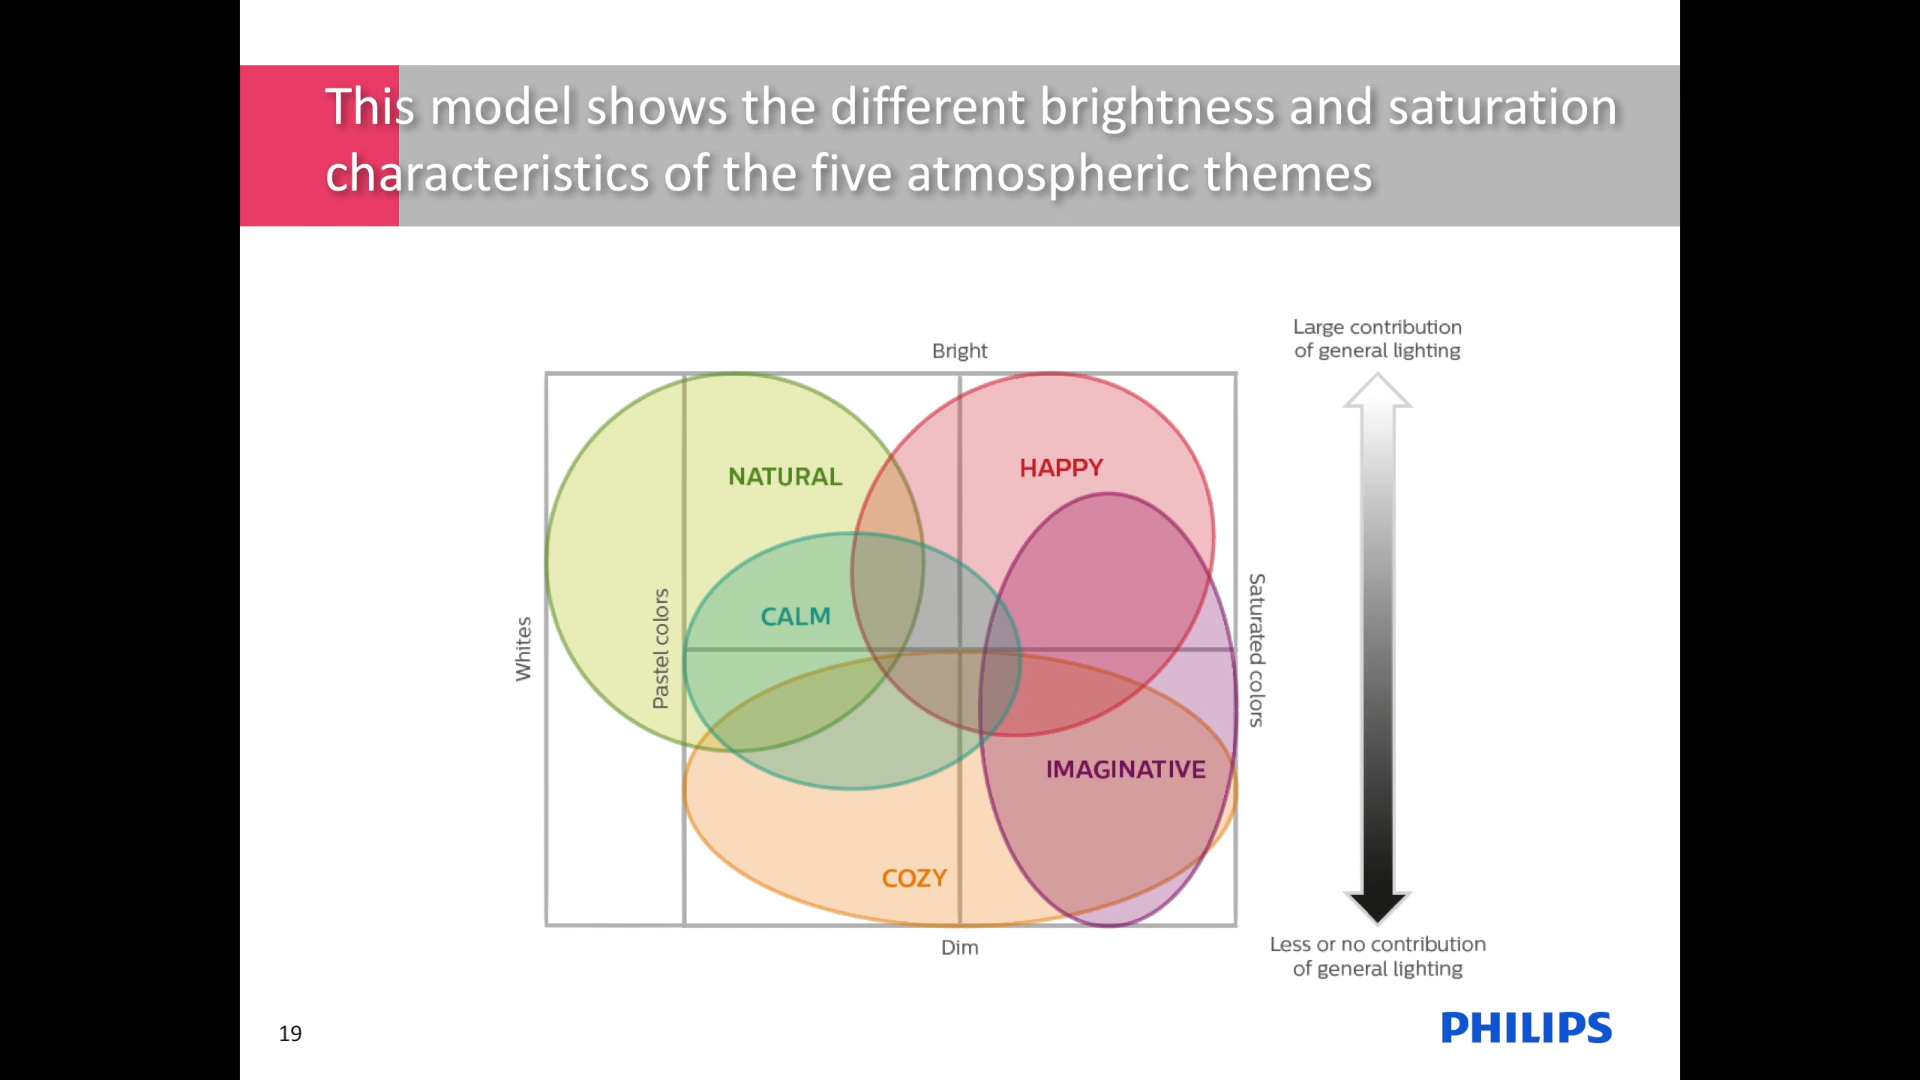 This model shows the different brightness and saturation
characteristics of the five atmospheric themes
Large contribution
of general lighting
Bright
NATURAL
HAPPY
CALM
Whites
Pastel colors
Saturated colors
IMAGINATIVE
COZY
Dim
Less or no contribution
of general lighting
19
PHILIPS